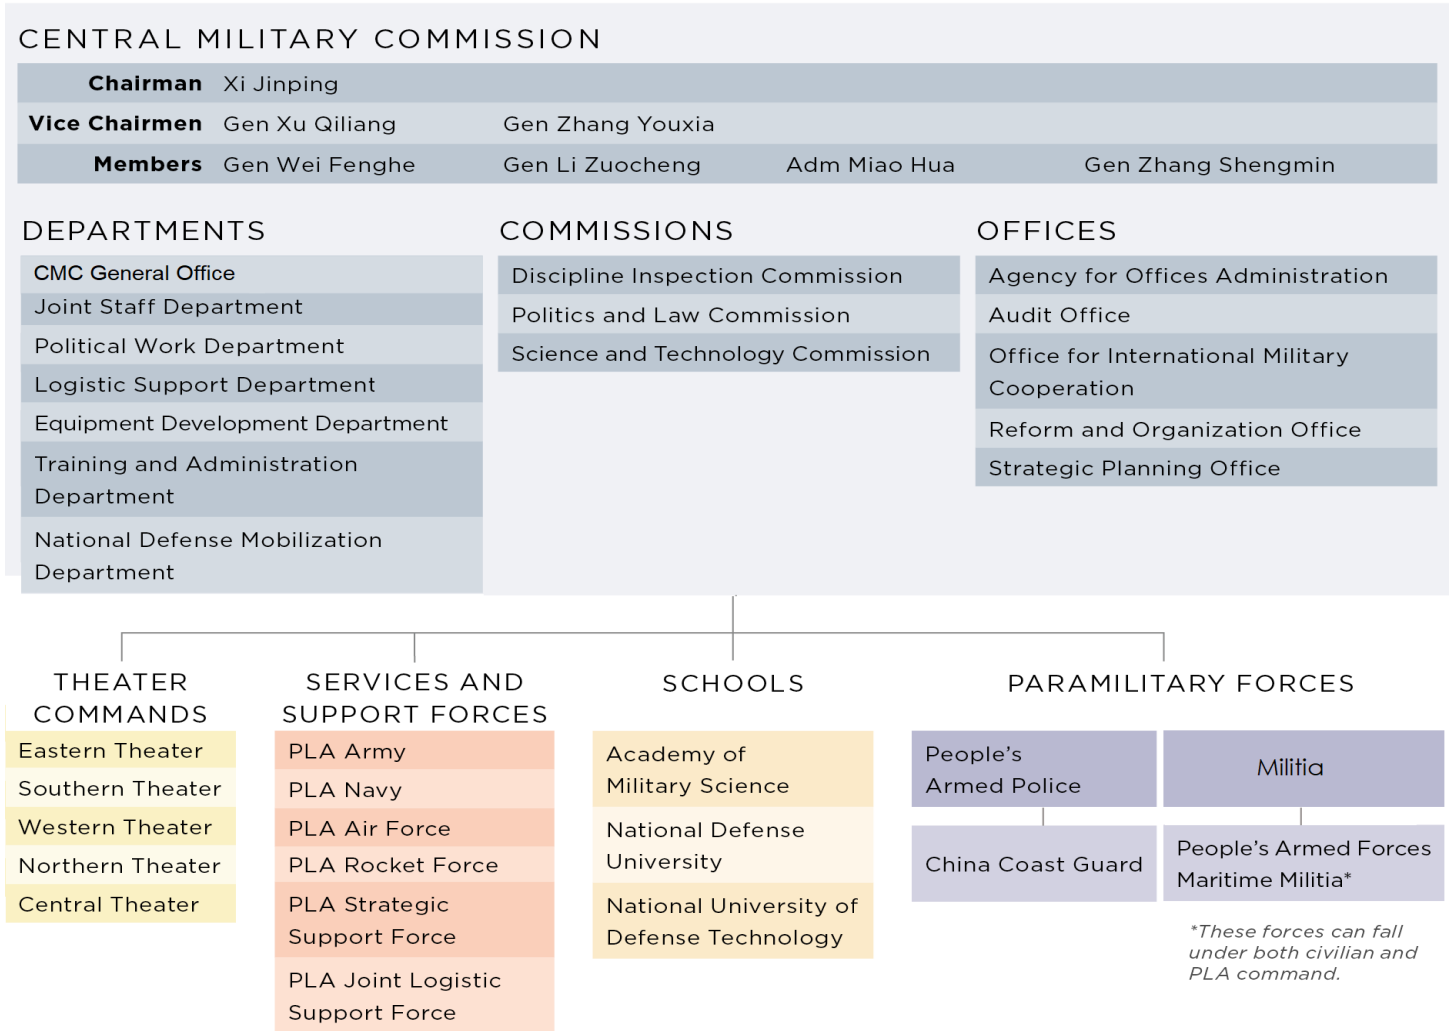 CENTRAL MILITARY COMMISSION
Chairman Xi Jinping
Vice Chairmen Gen Xu Qiliang Gen Zhang Youxia
Members Gen Wei Fenghe Gen Li Zuocheng Adm Miao Hua Gen Zhang Shengmin
DEPARTMENTS
CMC General Office
Joint Staff Department
Political Work Department
Logistic Support Department
Equipment Development Department
Training and Administration
Department
National Defense Mobilization
Department
COMMISSIONS
Discipline Inspection Commission
Politics and Law Commission
Science and Technology Commission
OFFICES
Agency for Offices Administration
Audit Office
Office for International Military
Cooperation
Reform and Organization Office
Strategic Planning Office
THEATER
COMMANDS
Eastern Theater
Southern Theater
Western Theater
Northern Theater
Central Theater
SERVICES AND
SUPPORT FORCES
PLA Army
PLA Navy
PLA Air Force
PLA Rocket Force
PLA Strategic
Support Force
PLA Joint Logistic
Support Force
SCHOOLS
Academy of
Military Science
National Defense
University
National University of
Defense Technology
PARAMILITARY FORCES
People's
Armed Police
China Coast Guard
Militia
People's Armed Forces
Maritime Militia*
*These forces can fall
under both civilian and
PLA command.